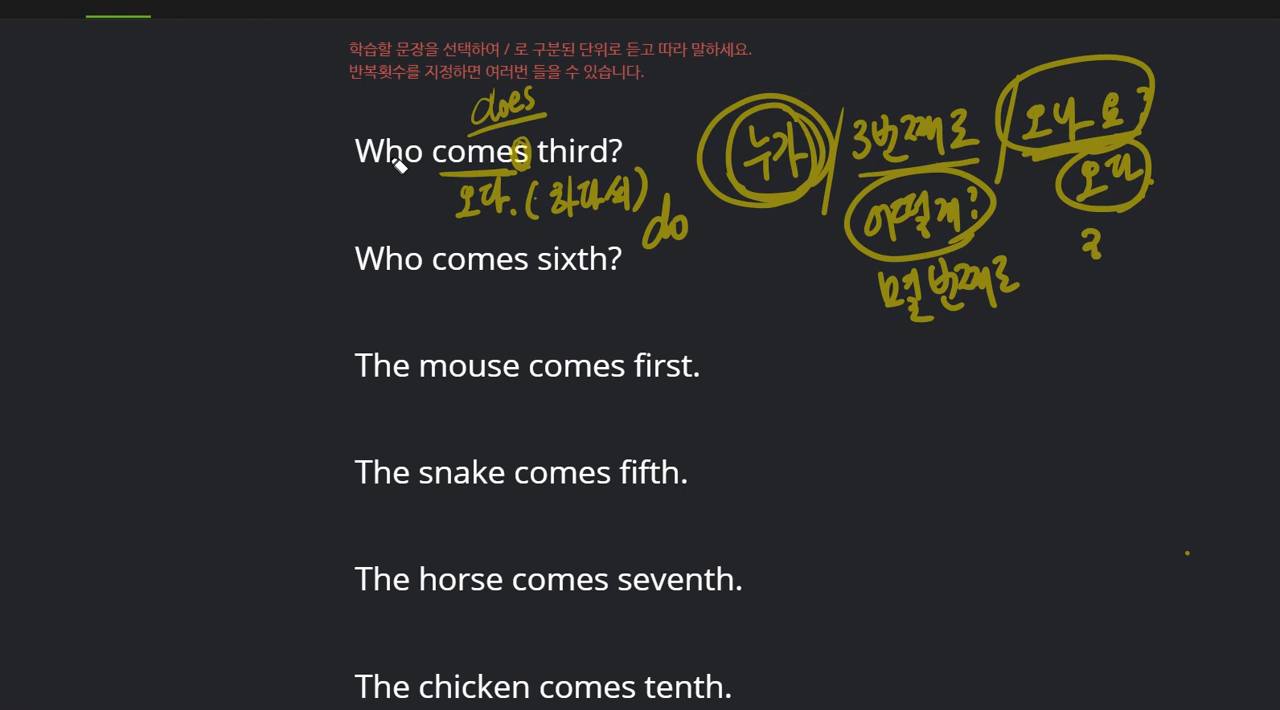 학습할 문장을 선택하여 / 로 구분된 단위로 듣고 따라 말하세요.
반복횟수를 지정하면 여러번 들을 수 있습니다.
does
Who comes third?
누가 / 3번째로 / 오나요?
오다. (하다씨) do
어떻게? 오다
?
몇 번째로
Who comes sixth?
The mouse comes first.
The snake comes fifth.
The horse comes seventh.
The chicken comes tenth.